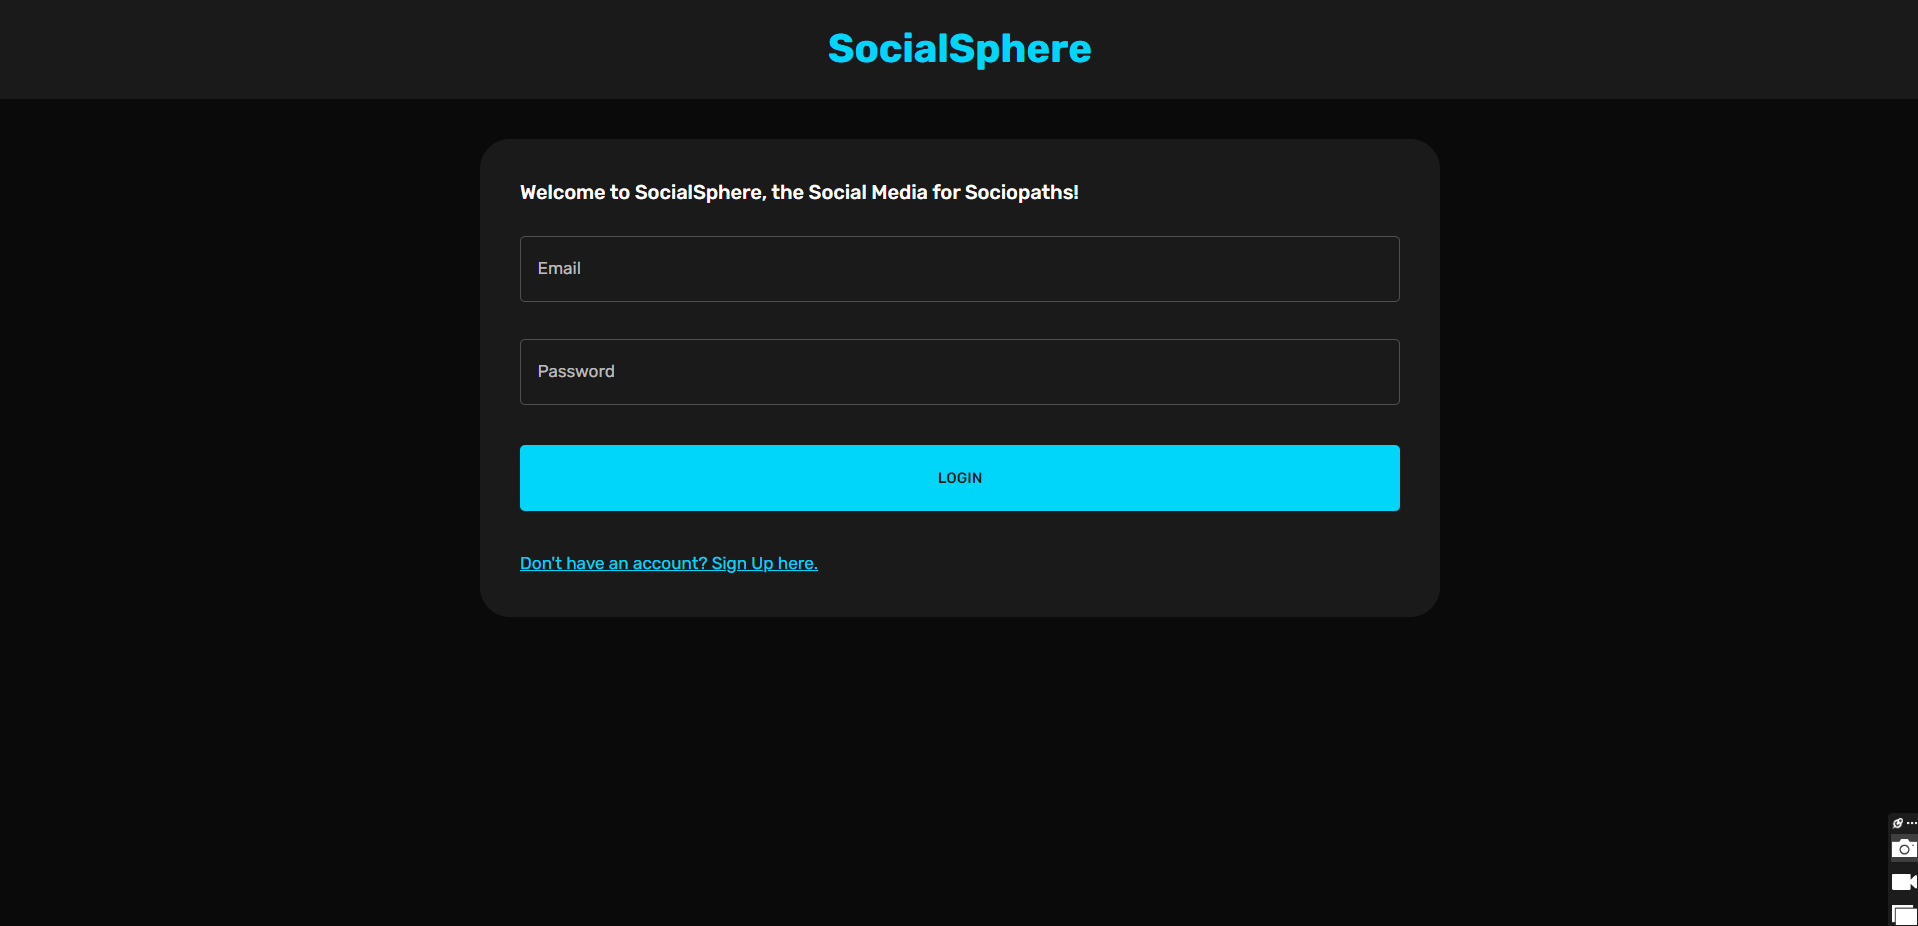 SocialSphere
Welcome to SocialSphere, the Social Media for Sociopaths!
Email
Password
LOGIN
Don't have an account? Sign Up here.